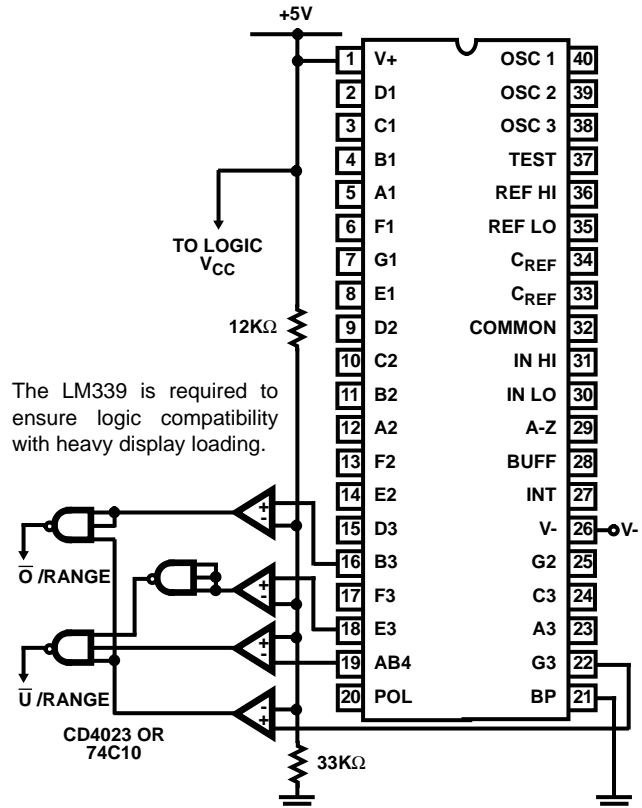 +5V
1 V+ OSC 1 40
2 D1 OSC 2 39
3 C1 OSC 3 38
4 B1 TEST 37
5 A1 REF HI 36
6 F1 REF LO 35
TO LOGIC
V_CC
7 G1 C_REF 34
8 E1 C_REF 33
12KΩ
9 D2 COMMON 32
10 C2 IN HI 31
11 B2 IN LO 30
12 A2 A-Z 29
13 F2 BUFF 28
14 E2 INT 27
15 D3 V- 26 V-
16 B3 G2 25
17 F3 C3 24
18 E3 A3 23
19 AB4 G3 22
20 POL BP 21
The LM339 is required to
ensure logic compatibility
with heavy display loading.
+
-
O̅ /RANGE
+
-
-
+
U̅ /RANGE
-
+
CD4023 OR
74C10
33KΩ